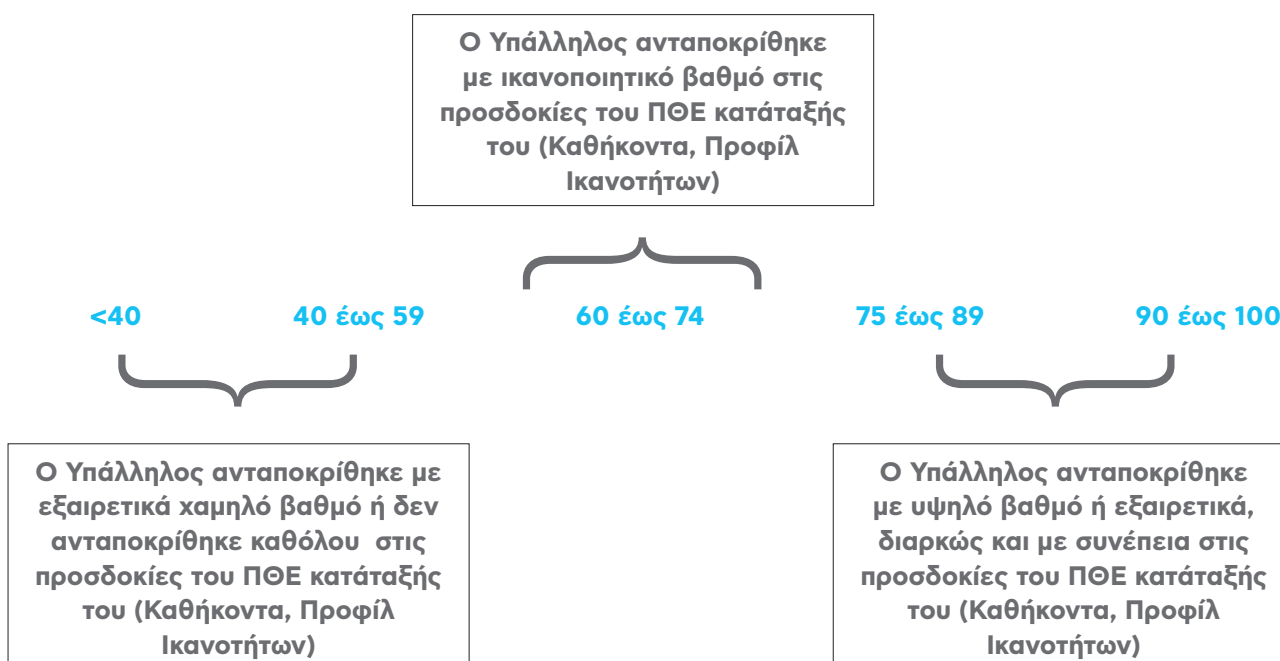 Ο Υπάλληλος ανταποκρίθηκε
με ικανοποιητικό βαθμό στις
προσδοκίες του ΠΘΕ κατάταξής
του (Καθήκοντα, Προφίλ
Ικανοτήτων)
<40 40 έως 59 60 έως 74 75 έως 89 90 έως 100
Ο Υπάλληλος ανταποκρίθηκε με
εξαιρετικά χαμηλό βαθμό ή δεν
ανταποκρίθηκε καθόλου στις
προσδοκίες του ΠΘΕ κατάταξής
του (Καθήκοντα, Προφίλ
Ικανοτήτων)
Ο Υπάλληλος ανταποκρίθηκε
με υψηλό βαθμό ή εξαιρετικά,
διαρκώς και με συνέπεια στις
προσδοκίες του ΠΘΕ κατάταξής
του (Καθήκοντα, Προφίλ
Ικανοτήτων)